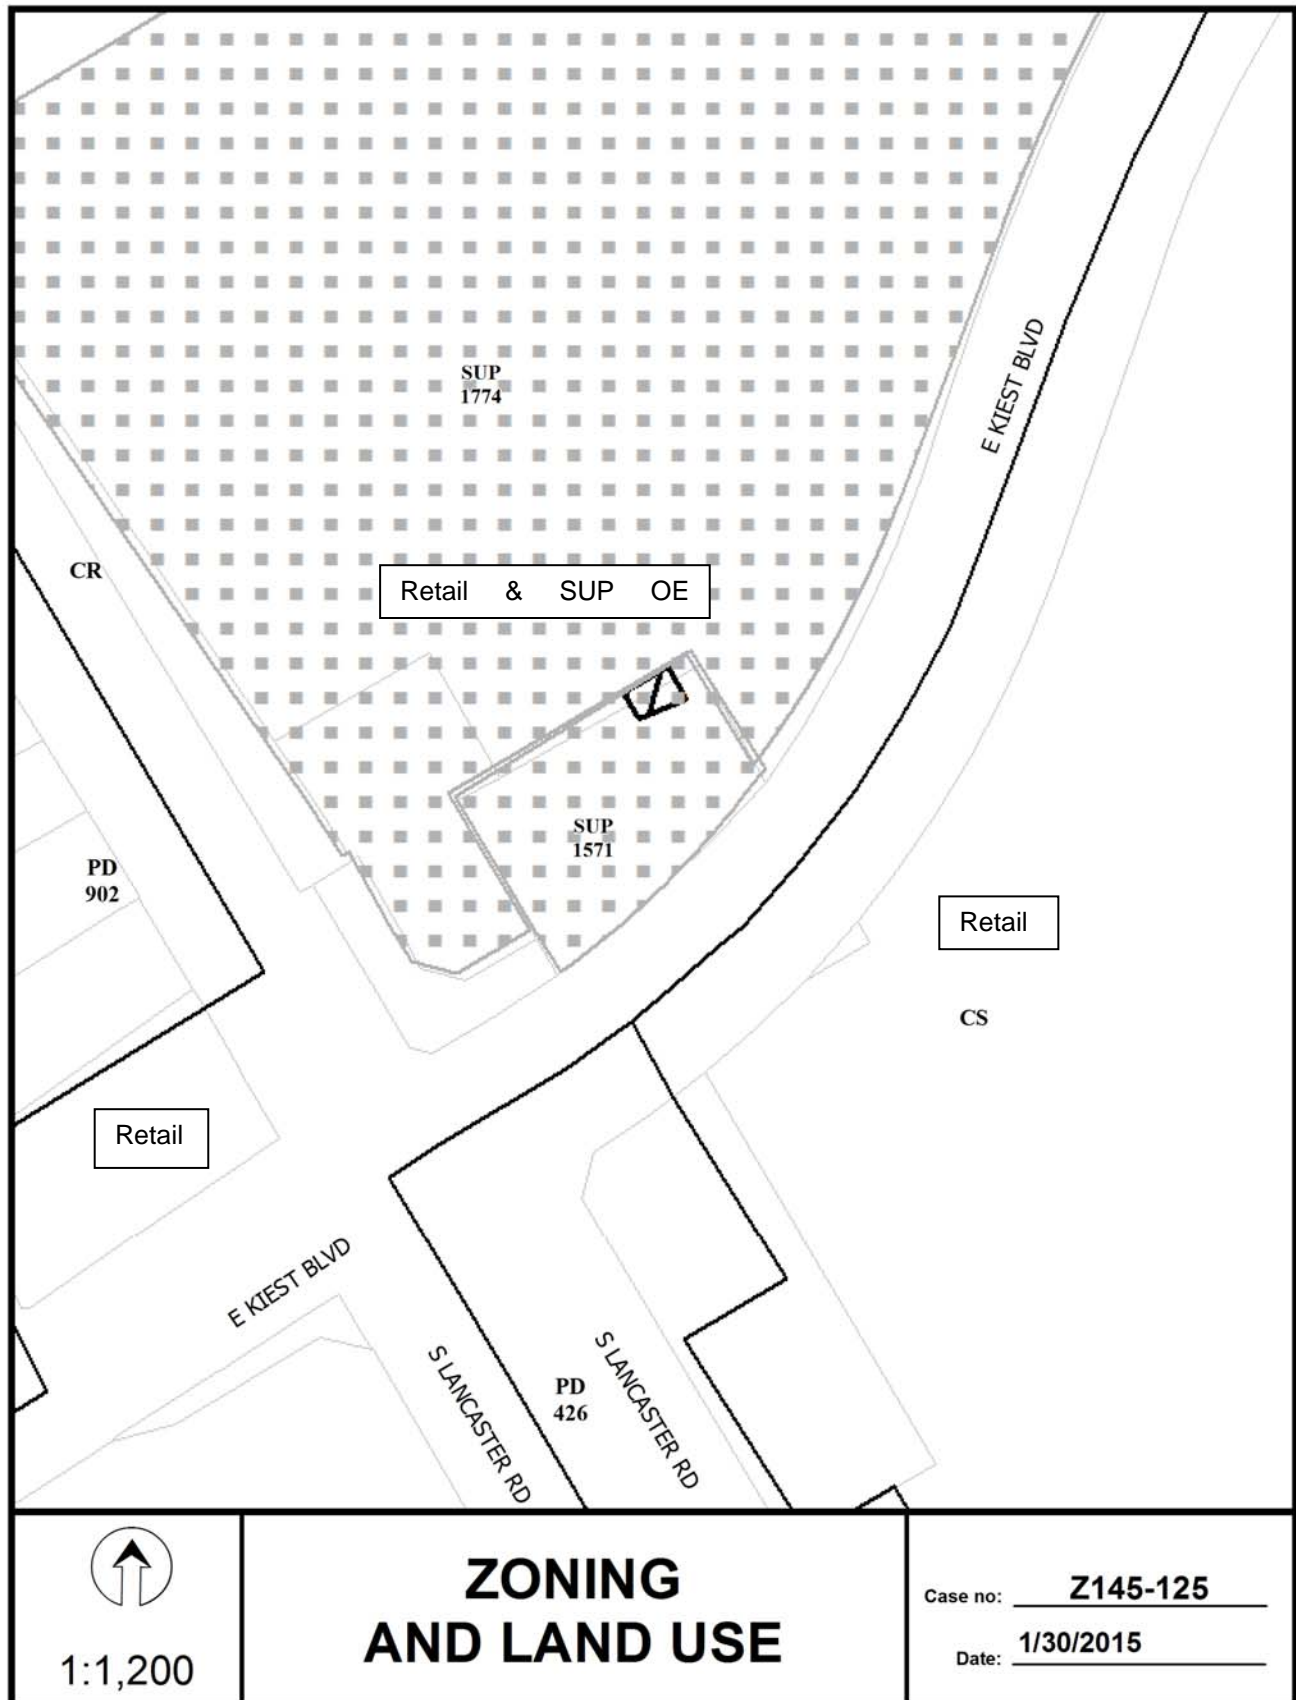 SUP
1774
E KIEST BLVD
CR
Retail & SUP OE
SUP
1571
PD
902
Retail
CS
Retail
E KIEST BLVD
S LANCASTER RD
PD
426
S LANCASTER RD
1:1,200
ZONING
AND LAND USE
Case no: Z145-125
Date: 1/30/2015